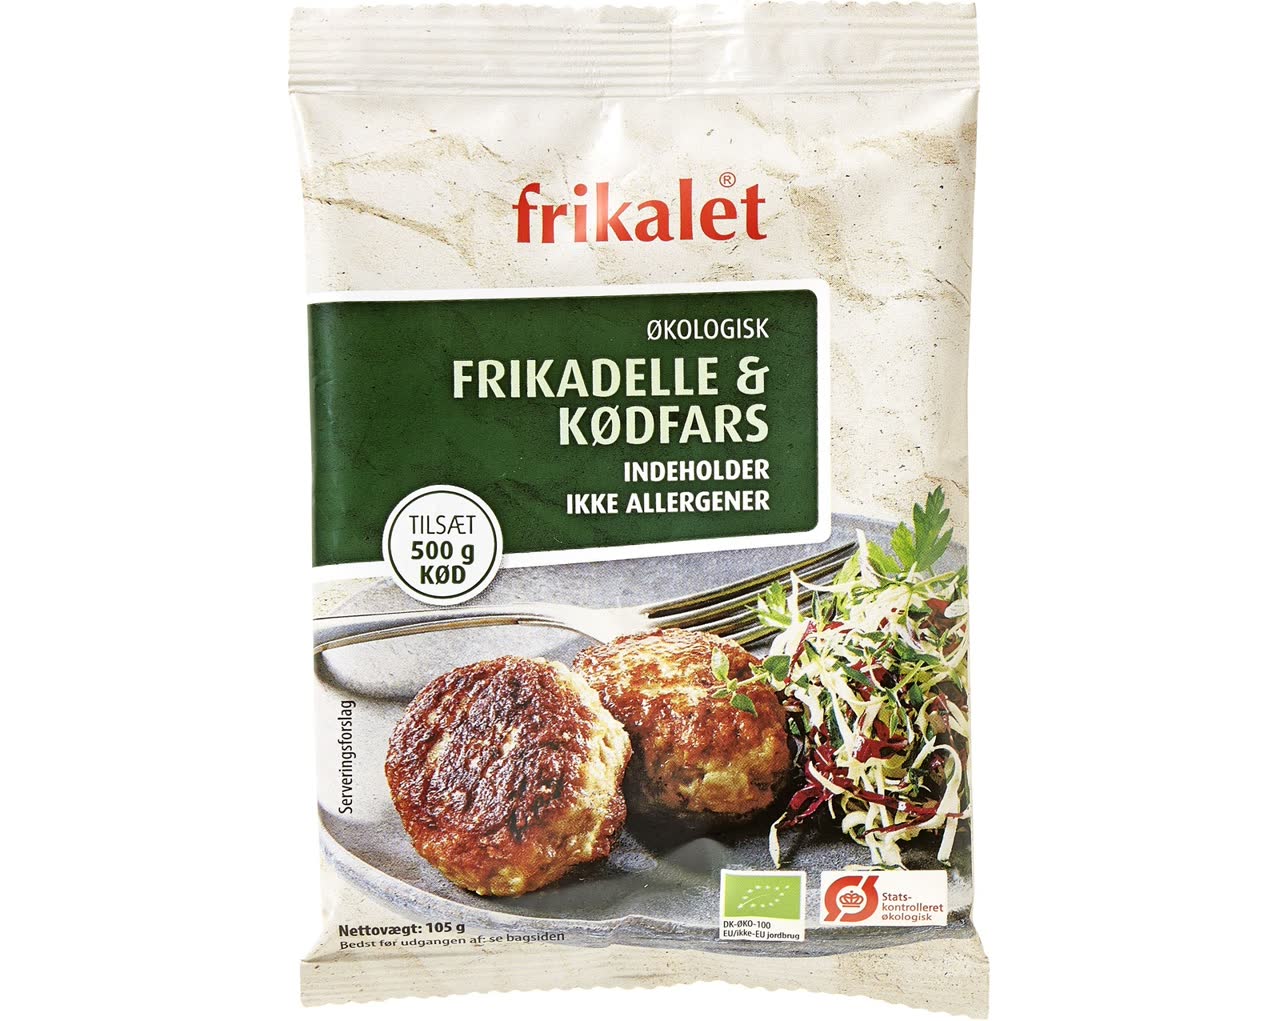 frikalet®
ØKOLOGISK
FRIKADELLE &
KØDFARS
INDEHOLDER
IKKE ALLERGENER
TILSÆT
500 g
KØD
Serveringsforslag
Nettovægt: 105 g
Bedst før udgangen af: se bagsiden
DK-ØKO-100
EU/ikke-EU jordbrug
Ø
Stats-
kontrolleret
økologisk